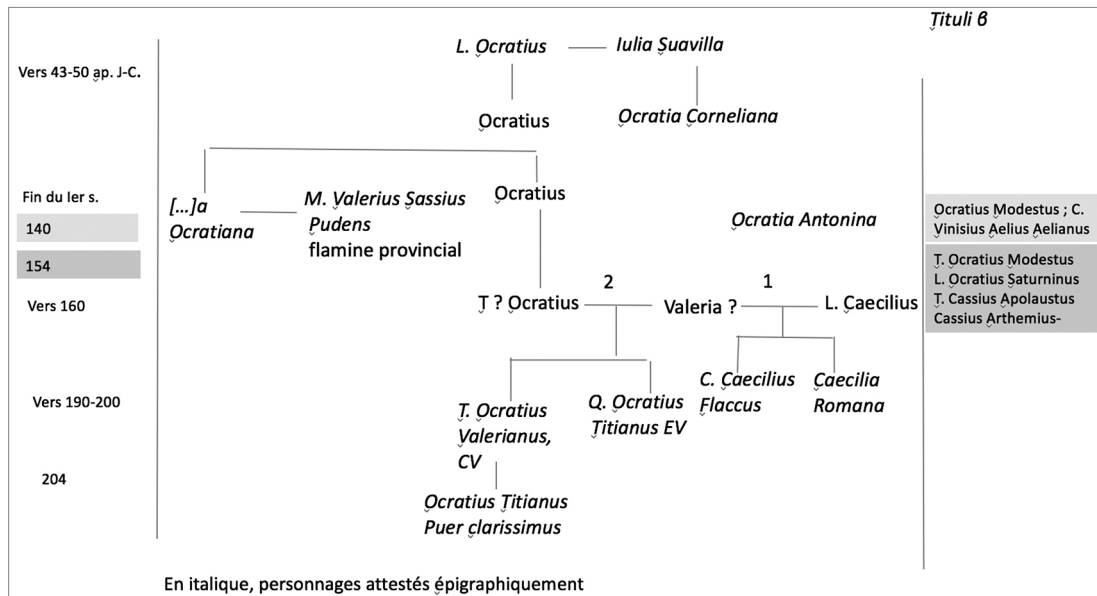 Tituli β
L. Ocratius
Iulia Suavilla
Vers 43-50 ap. J-C.
Ocratius
Ocratia Corneliana
Fin du Ier s.
[...]a
Ocratiana
M. Valerius Sassius
Pudens
flamine provincial
Ocratius
Ocratia Antonina
140
Ocratius Modestus ; C.
Vinisius Aelius Aelianus
154
T. Ocratius Modestus
L. Ocratius Saturninus
T. Cassius Apolaustus
Cassius Arthemius-
2
1
Vers 160
T ? Ocratius
Valeria ?
L. Caecilius
Vers 190-200
T. Ocratius
Valerianus,
CV
Q. Ocratius
Titianus EV
C. Caecilius
Flaccus
Caecilia
Romana
204
Ocratius Titianus
Puer clarissimus
En italique, personnages attestés épigraphiquement